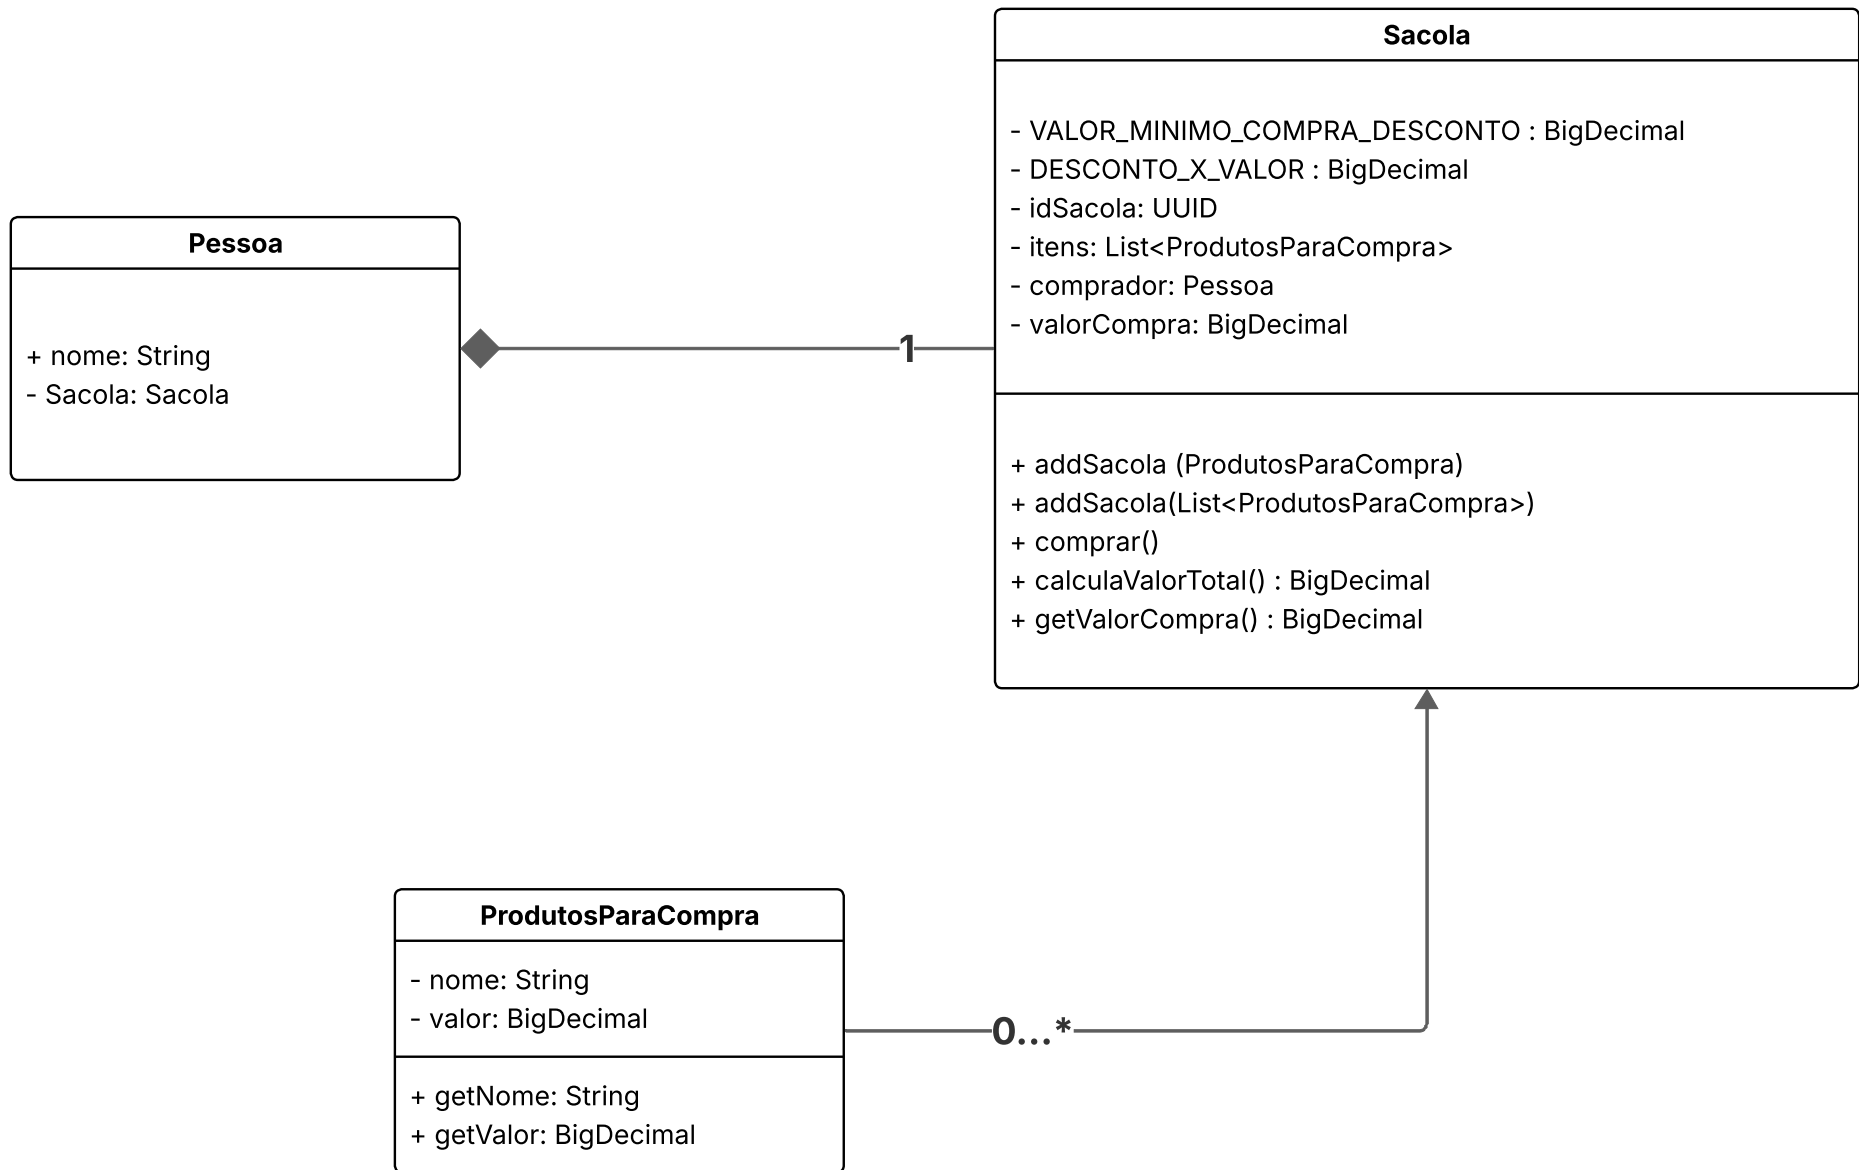 Pessoa
+ nome: String
- Sacola: Sacola
1
Sacola
- VALOR_MINIMO_COMPRA_DESCONTO : BigDecimal
- DESCONTO_X_VALOR : BigDecimal
- idSacola: UUID
- itens: List<ProdutosParaCompra>
- comprador: Pessoa
- valorCompra: BigDecimal
+ addSacola (ProdutosParaCompra)
+ addSacola(List<ProdutosParaCompra>)
+ comprar()
+ calculaValorTotal() : BigDecimal
+ getValorCompra() : BigDecimal
ProdutosParaCompra
- nome: String
- valor: BigDecimal
+ getNome: String
+ getValor: BigDecimal
0...*